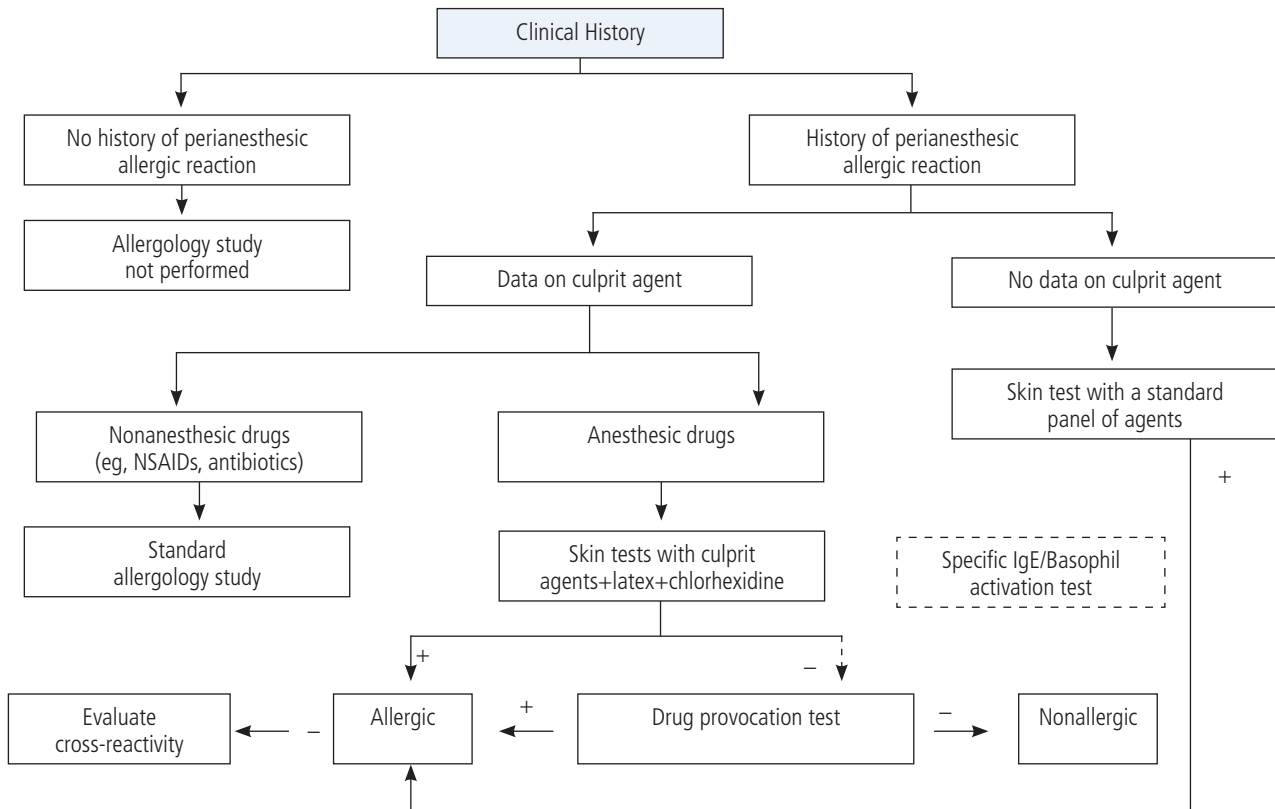 Clinical History
No history of perianesthesic
allergic reaction
History of perianesthesic
allergic reaction
Allergology study
not performed
Data on culprit agent
No data on culprit agent
Skin test with a standard
panel of agents
Nonanesthesic drugs
(eg, NSAIDs, antibiotics)
Anesthesic drugs
+
Standard
allergology study
Skin tests with culprit
agents+latex+chlorhexidine
Specific IgE/Basophil
activation test
+
–
Evaluate
cross-reactivity
–
Allergic
+
Drug provocation test
–
Nonallergic